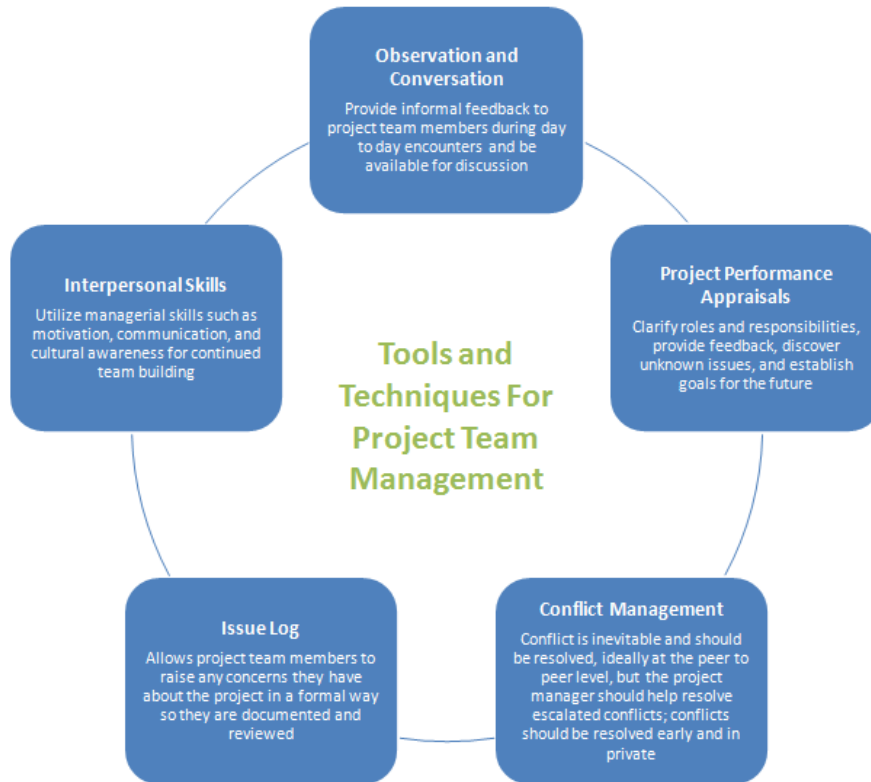 Observation and
Conversation
Provide informal feedback to
project team members during day
to day encounters and be
available for discussion
Interpersonal Skills
Utilize managerial skills such as
motivation, communication, and
cultural awareness for continued
team building
Project Performance
Appraisals
Clarify roles and responsibilities,
provide feedback, discover
unknown issues, and establish
goals for the future
Tools and
Techniques For
Project Team
Management
Issue Log
Allows project team members to
raise any concerns they have
about the project in a formal way
so they are documented and
reviewed
Conflict Management
Conflict is inevitable and should
be resolved, ideally at the peer to
peer level, but the project
manager should help resolve
escalated conflicts; conflicts
should be resolved early and in
private